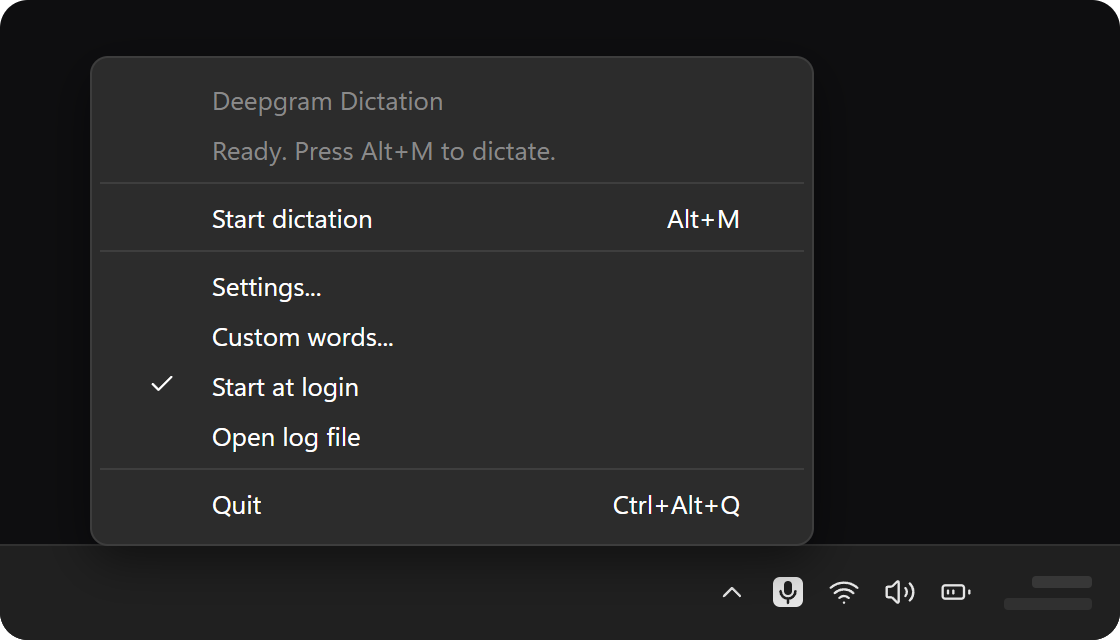 Deepgram Dictation
Ready. Press Alt+M to dictate.
Start dictation Alt+M
Settings...
Custom words...
Start at login
Open log file
Quit Ctrl+Alt+Q